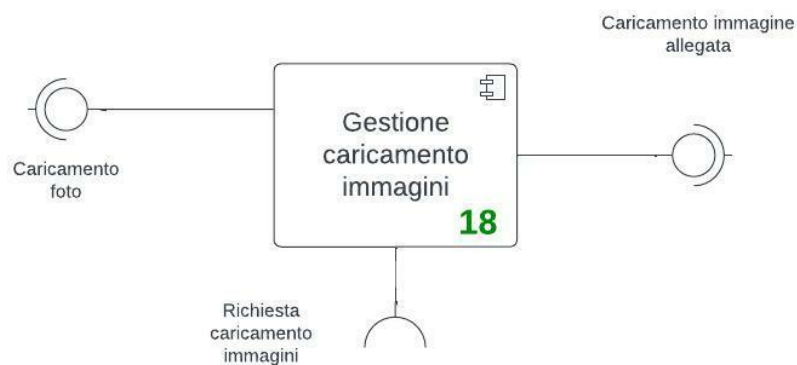 Caricamento immagine
allegata
Gestione
caricamento
immagini
18
Caricamento
foto
Richiesta
caricamento
immagini